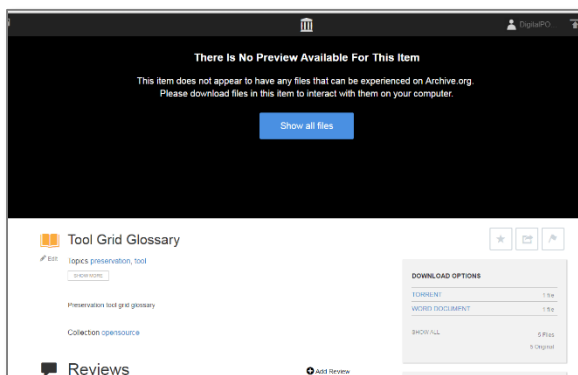 DigitalPO...
There Is No Preview Available For This Item
This item does not appear to have any files that can be experienced on Archive.org.
Please download files in this item to interact with them on your computer.
Show all files
Tool Grid Glossary
Edit
Topics preservation, tool
SHOW MORE
Preservation tool grid glossary
Collection opensource
DOWNLOAD OPTIONS
TORRENT 1 file
WORD DOCUMENT 1 file
SHOW ALL 5 Files
5 Original
Reviews
Add Review